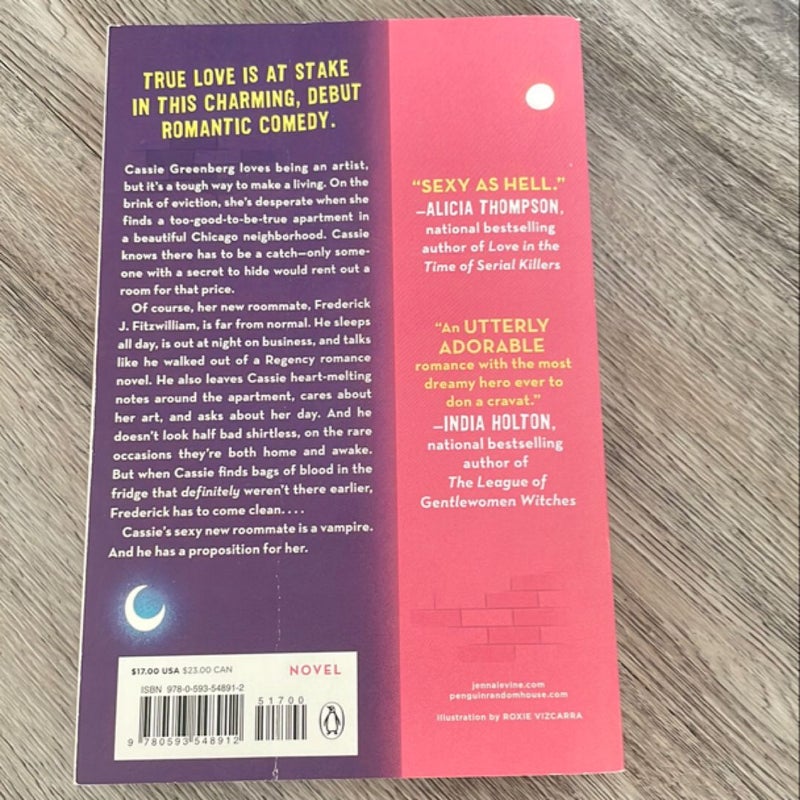 TRUE LOVE IS AT STAKE
IN THIS CHARMING, DEBUT
ROMANTIC COMEDY.
Cassie Greenberg loves being an artist,
but it's a tough way to make a living. On the
brink of eviction, she's desperate when she
finds a too-good-to-be-true apartment in
a beautiful Chicago neighborhood. Cassie
knows there has to be a catch—only some-
one with a secret to hide would rent out a
room for that price.
Of course, her new roommate, Frederick
J. Fitzwilliam, is far from normal. He sleeps
all day, is out at night on business, and talks
like he walked out of a Regency romance
novel. He also leaves Cassie heart-melting
notes around the apartment, cares about
her art, and asks about her day. And he
doesn't look half bad shirtless, on the rare
occasions they're both home and awake.
But when Cassie finds bags of blood in the
fridge that definitely weren't there earlier,
Frederick has to come clean. . . .
Cassie's sexy new roommate is a vampire.
And he has a proposition for her.
$17.00 USA $23.00 CAN
NOVEL
ISBN 978-0-593-54891-2
51700
9 780593 548912
"SEXY AS HELL."
—ALICIA THOMPSON,
national bestselling
author of Love in the
Time of Serial Killers
"An UTTERLY
ADORABLE
romance with the most
dreamy hero ever to
don a cravat."
—INDIA HOLTON,
national bestselling
author of
The League of
Gentlewomen Witches
jennalevine.com
penguinrandomhouse.com
Illustration by ROXIE VIZCARRA